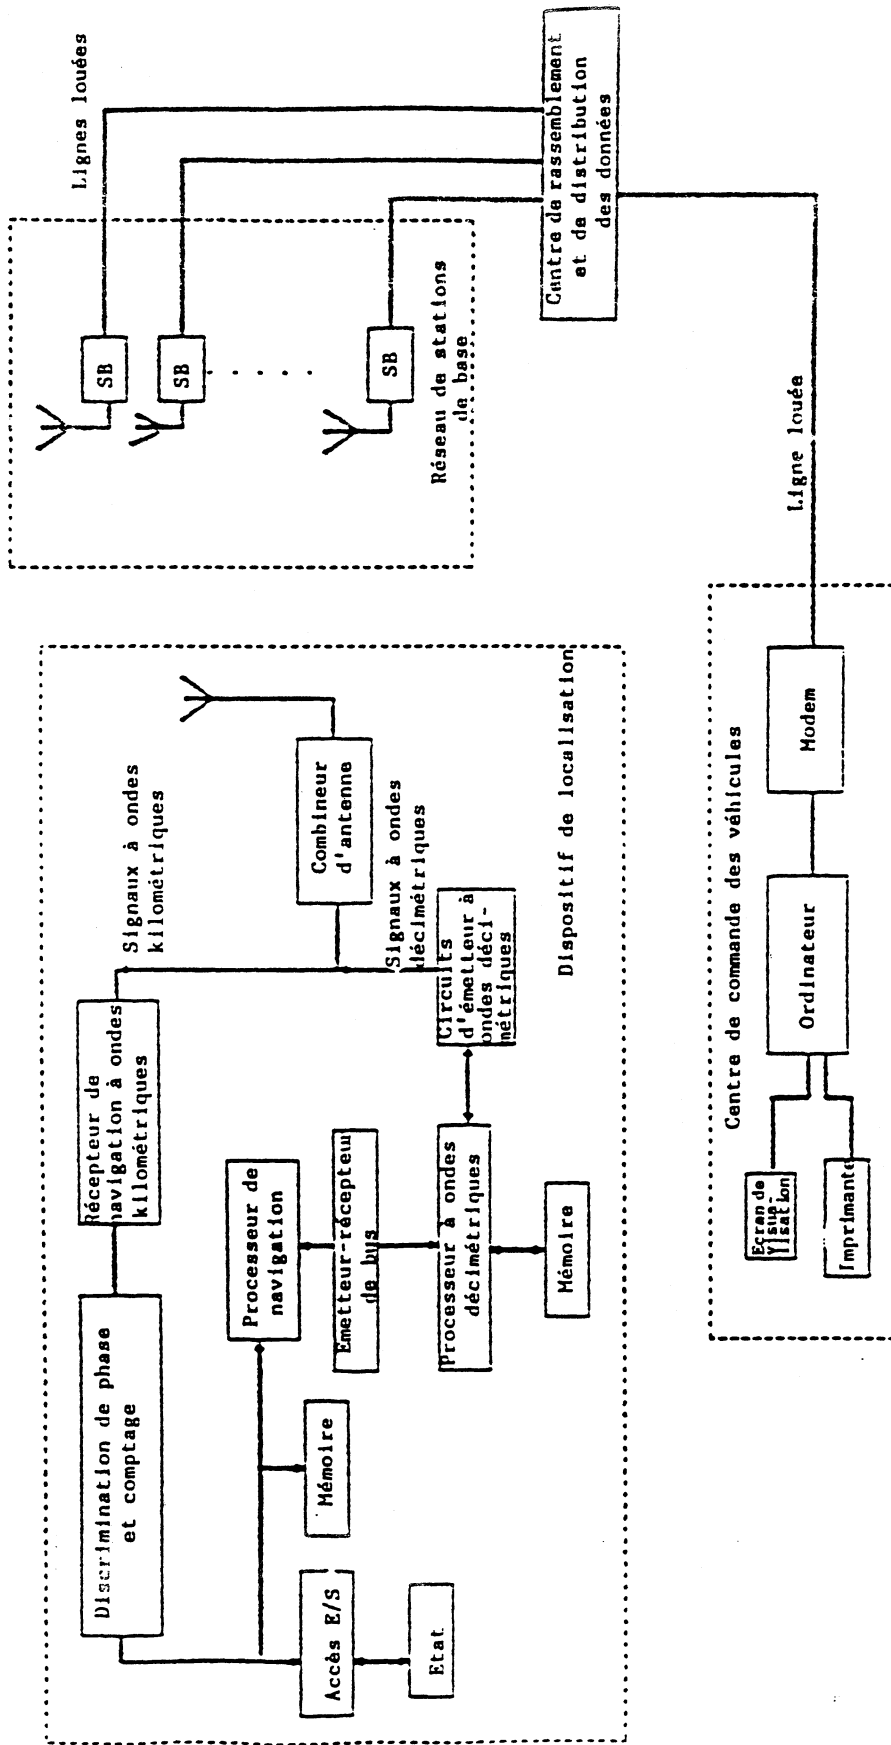 Discrimination de phase
et comptage
Récepteur de
navigation à ondes
kilométriques
Signaux à ondes
kilométriques
Accès E/S
Etat
Mémoire
Processeur de
navigation
Emetteur-récepteur
de bus
Processeur à ondes
décimétriques
Mémoire
Circuits
d'émetteur à
ondes déci-
métriques
Signaux à ondes
décimétriques
Combineur
d'antenne
Dispositif de localisation
SB
SB
. . . . .
SB
Réseau de stations
de base
Lignes louées
Centre de rassemblement
et de distribution
des données
Ligne louée
Centre de commande des véhicules
Ecran de
Visua-
lisation
Imprimante
Ordinateur
Modem